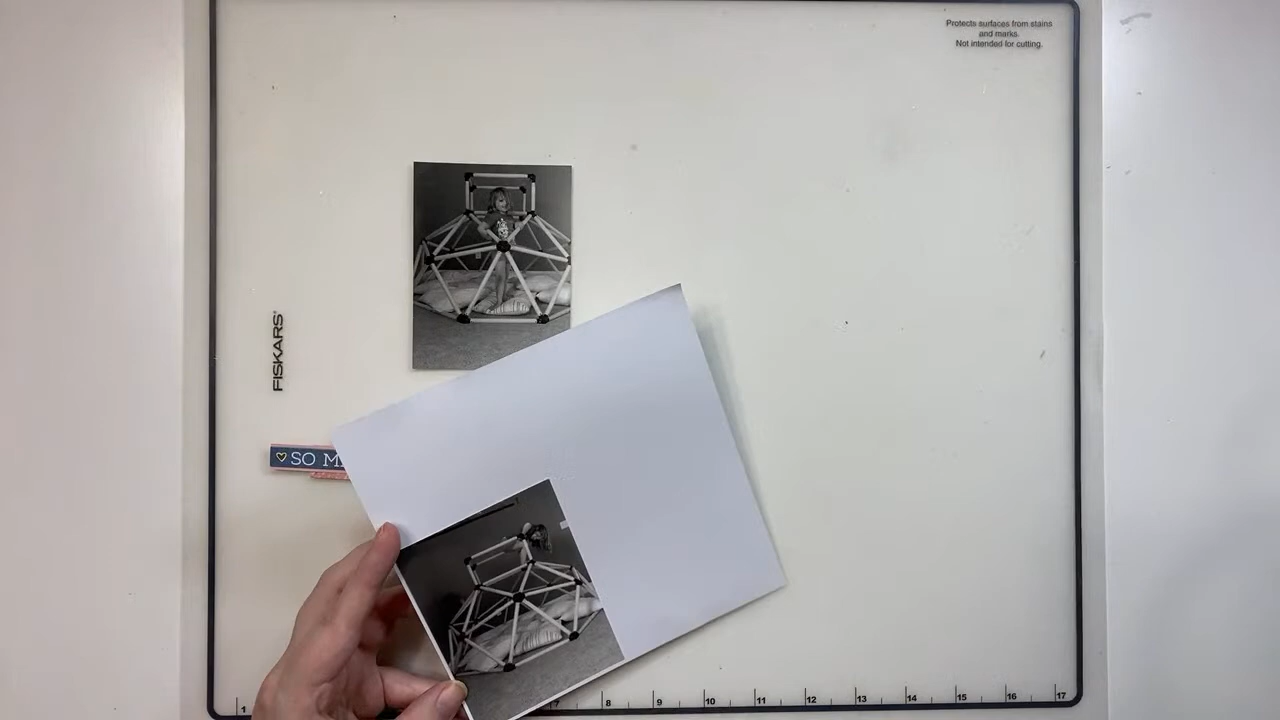 Protects surfaces from stains
and marks.
Not intended for cutting.
FISKARS®
SO M
1 7 8 9 10 11 12 13 14 15 16 17